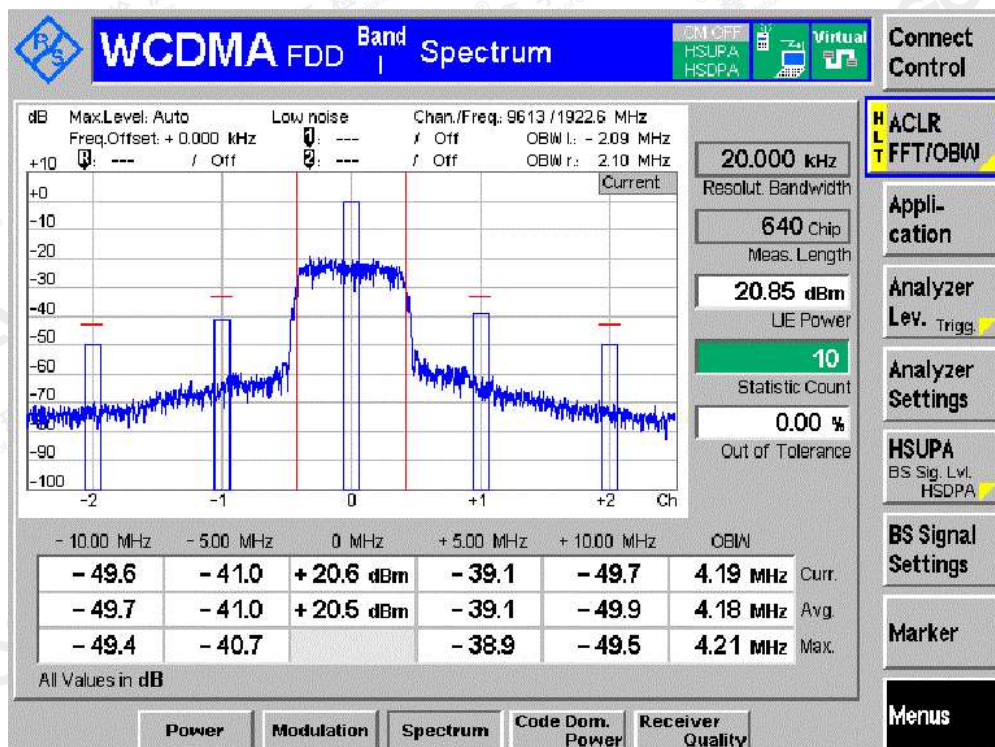 R&S
WCDMA FDD Band I Spectrum
CM OFF
HSUPA
HSDPA
Virtual
Connect Control
dB Max.Level: Auto Low noise Chan./Freq.: 9613 / 1922.6 MHz
Freq.Offset: + 0.000 kHz 1: --- / Off OBW l.: - 2.09 MHz
R: --- / Off 2: --- / Off OBW r.: 2.10 MHz
Current
+10
+0
-10
-20
-30
-40
-50
-60
-70
-80
-90
-100
-2 -1 0 +1 +2 Ch
20.000 kHz
Resolut. Bandwidth
640 Chip
Meas. Length
20.85 dBm
UE Power
10
Statistic Count
0.00 %
Out of Tolerance
- 10.00 MHz - 5.00 MHz 0 MHz + 5.00 MHz + 10.00 MHz OBW
- 49.6 - 41.0 + 20.6 dBm - 39.1 - 49.7 4.19 MHz Curr.
- 49.7 - 41.0 + 20.5 dBm - 39.1 - 49.9 4.18 MHz Avg.
- 49.4 - 40.7 - 38.9 - 49.5 4.21 MHz Max.
All Values in dB
HLT
ACLR
FFT/OBW
Appli-
cation
Analyzer
Lev. Trigg.
Analyzer
Settings
HSUPA
BS Sig. Lvl.
HSDPA
BS Signal
Settings
Marker
Menus
Power
Modulation
Spectrum
Code Dom.
Power
Receiver
Quality